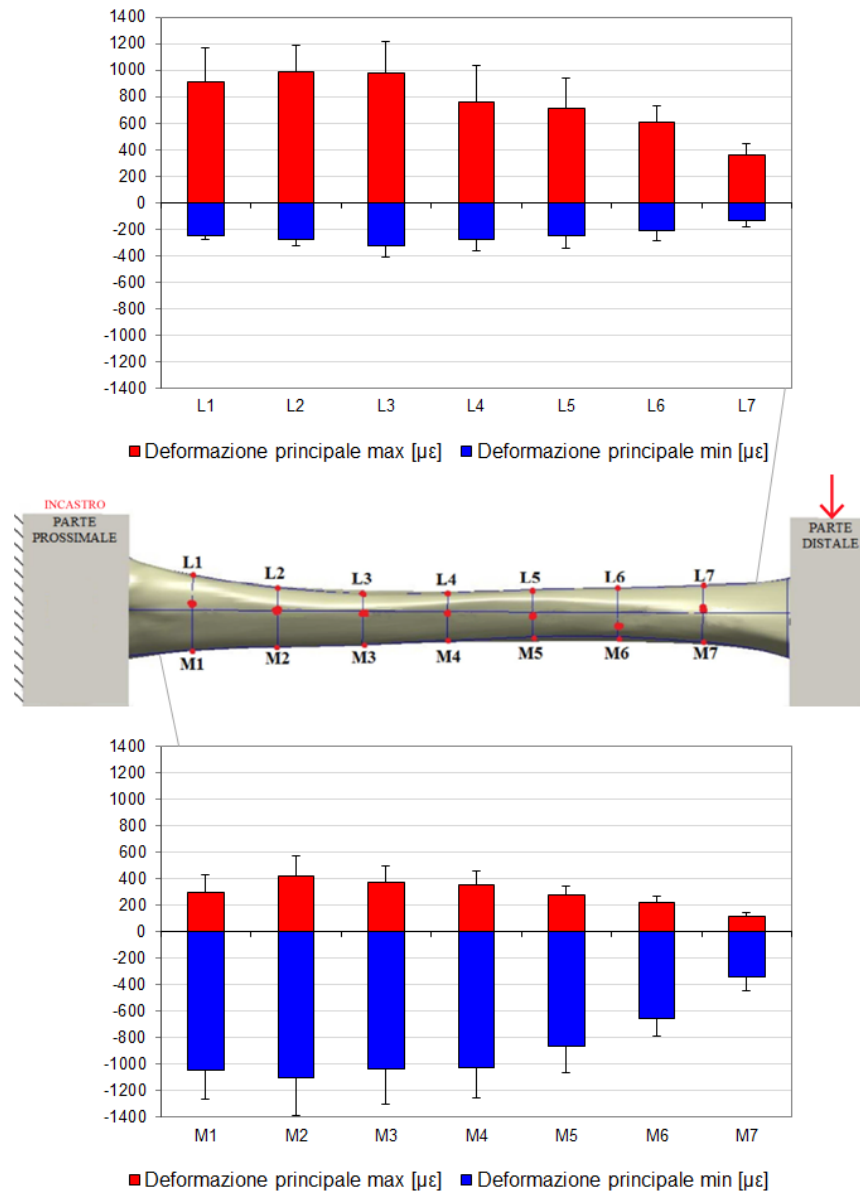 1400
1200
1000
800
600
400
200
0
-200
-400
-600
-800
-1000
-1200
-1400
L1 L2 L3 L4 L5 L6 L7
Deformazione principale max [µε] Deformazione principale min [µε]
INCASTRO
PARTE
PROSSIMALE
PARTE
DISTALE
L1 L2 L3 L4 L5 L6 L7
M1 M2 M3 M4 M5 M6 M7
1400
1200
1000
800
600
400
200
0
-200
-400
-600
-800
-1000
-1200
-1400
M1 M2 M3 M4 M5 M6 M7
Deformazione principale max [µε] Deformazione principale min [µε]